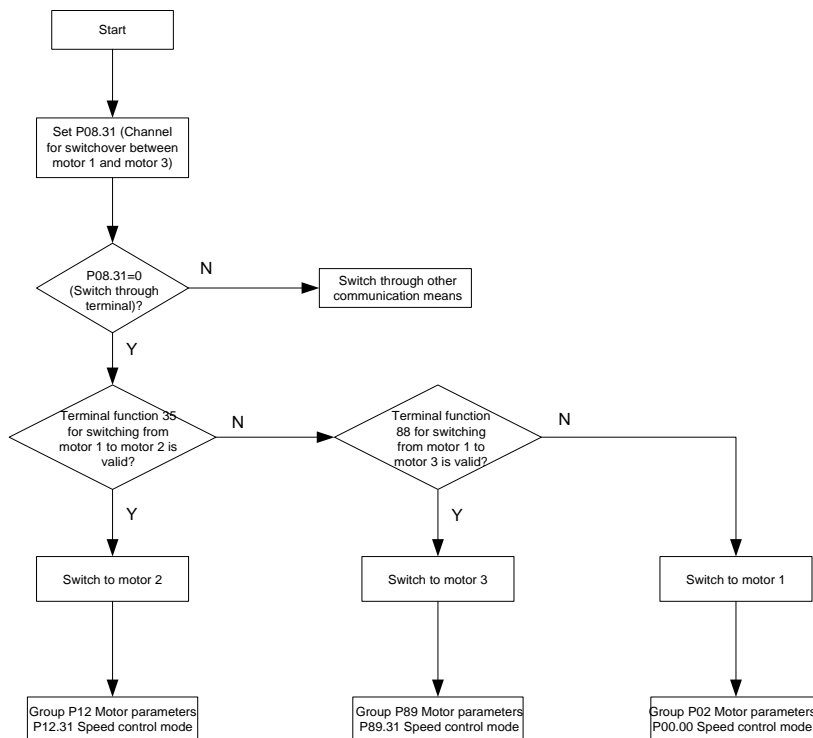 Start
Set P08.31 (Channel
for switchover between
motor 1 and motor 3)
P08.31=0
(Switch through
terminal)?
N
Switch through other
communication means
Y
Terminal function 35
for switching from
motor 1 to motor 2 is
valid?
N
Terminal function
88 for switching
from motor 1 to
motor 3 is valid?
N
Y
Y
Switch to motor 2
Switch to motor 3
Switch to motor 1
Group P12 Motor parameters
P12.31 Speed control mode
Group P89 Motor parameters
P89.31 Speed control mode
Group P02 Motor parameters
P00.00 Speed control mode